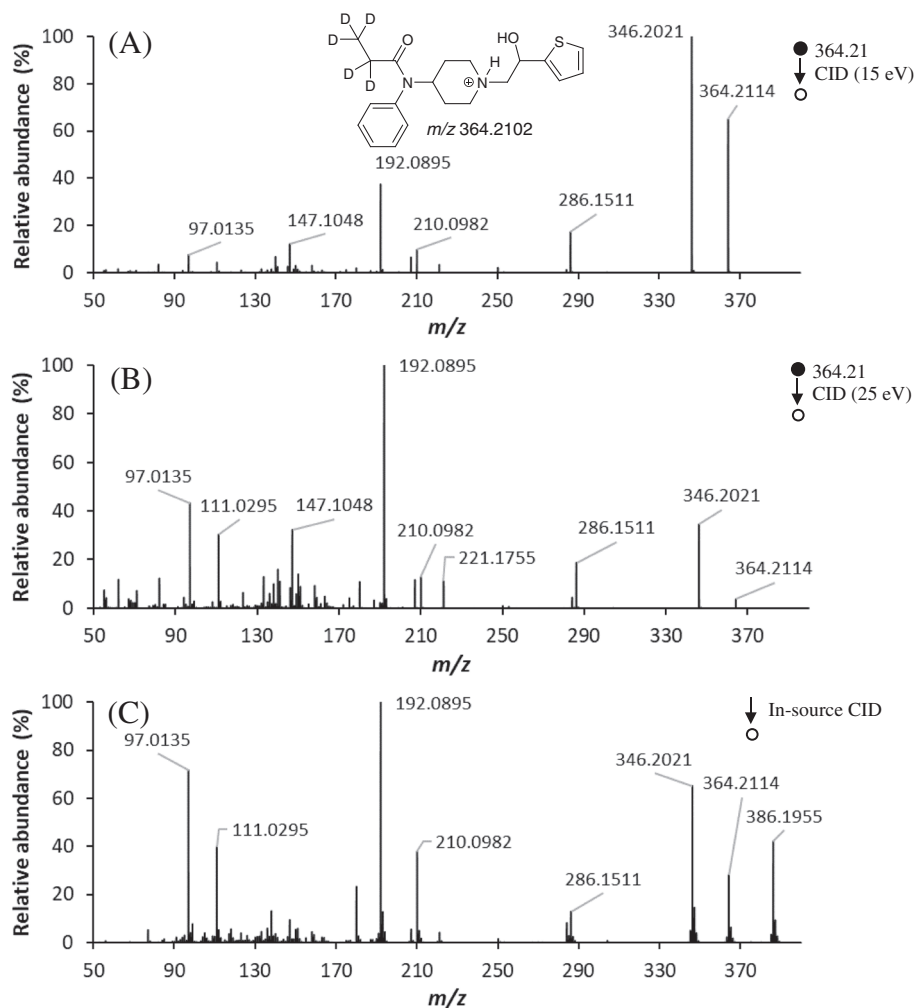 (A)
Relative abundance (%)
100
80
60
40
20
0
D
D
D
D
D
O
N
H
N
⊕
HO
S
m/z 364.2102
346.2021
364.2114
192.0895
286.1511
97.0135
147.1048
210.0982
364.21
CID (15 eV)
50 90 130 170 210 250 290 330 370
m/z
(B)
Relative abundance (%)
100
80
60
40
20
0
192.0895
364.21
CID (25 eV)
97.0135
111.0295
147.1048
210.0982
221.1755
286.1511
346.2021
364.2114
50 90 130 170 210 250 290 330 370
m/z
(C)
Relative abundance (%)
100
80
60
40
20
0
192.0895
In-source CID
97.0135
346.2021
364.2114
386.1955
111.0295
210.0982
286.1511
50 90 130 170 210 250 290 330 370
m/z